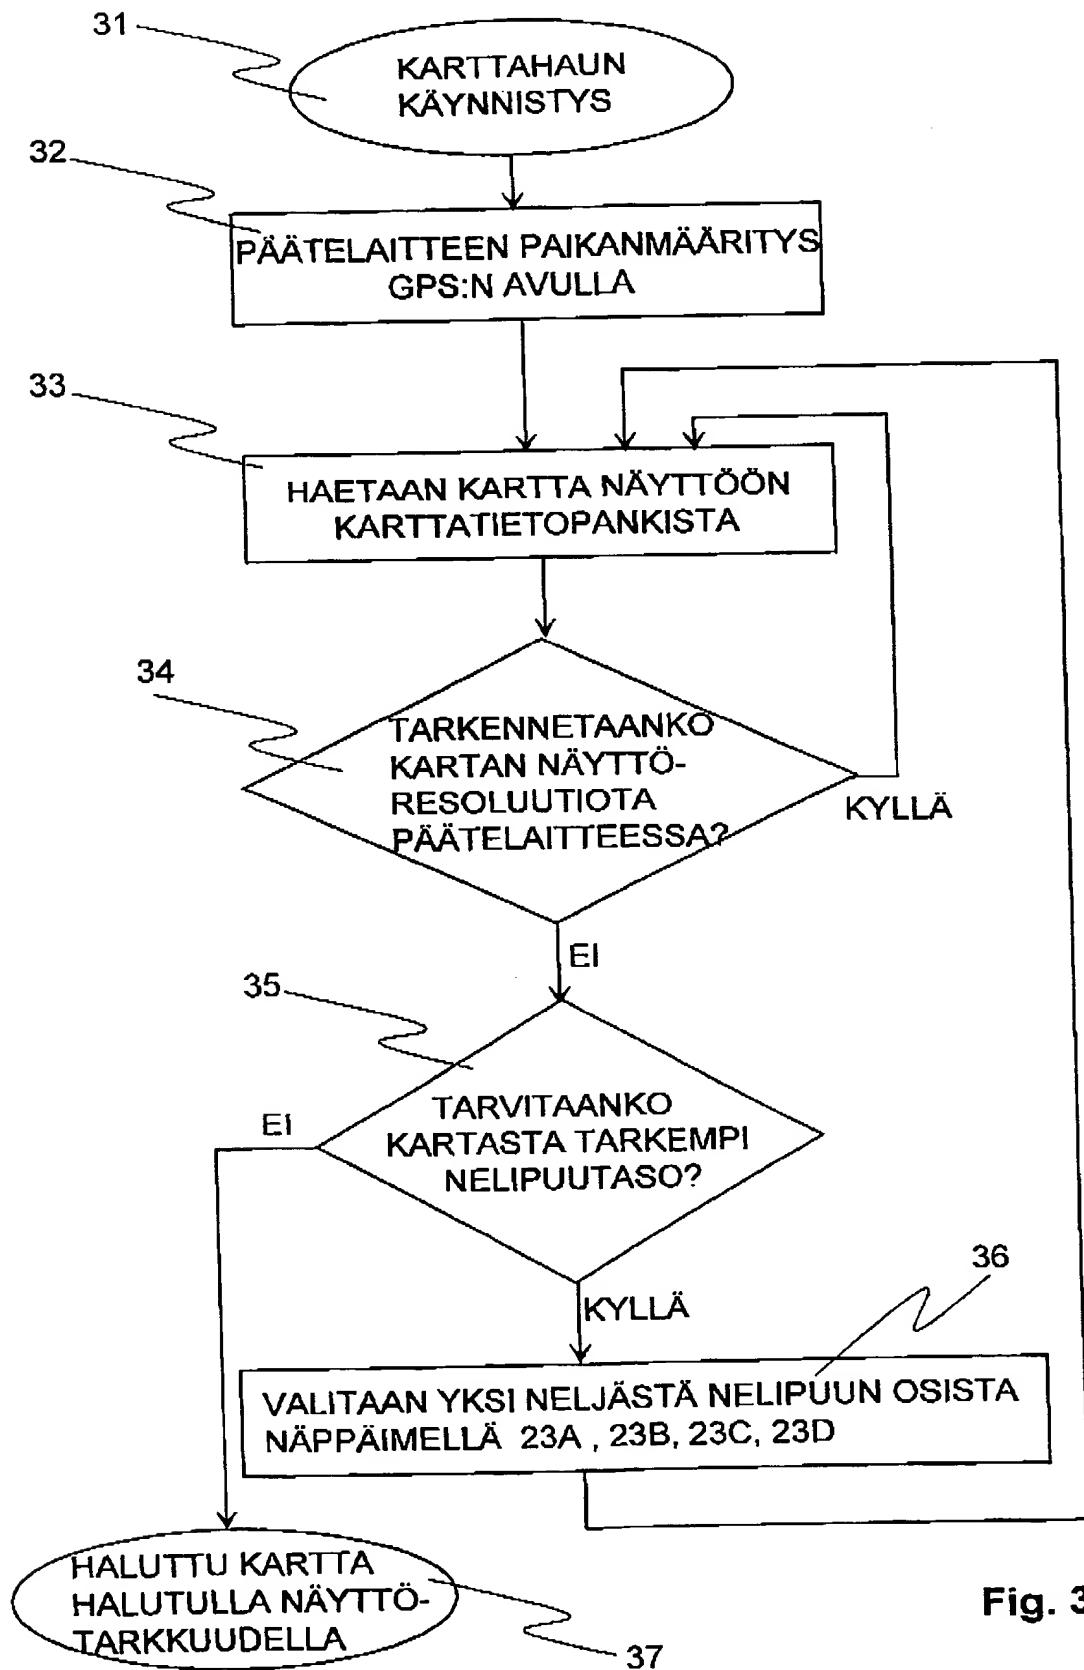 31
KARTTAHAUN
KÄYNNISTYS
32
PÄÄTELAITTEEN PAIKANMÄÄRITYS
GPS:N AVULLA
33
HAETAAN KARTTA NÄYTTÖÖN
KARTTATIETOPANKISTA
34
TARKENNETAANKO
KARTAN NÄYTTÖ-
RESOLUUTIOTA
PÄÄTELAITTEESSA?
KYLLÄ
EI
35
TARVITAANKO
KARTASTA TARKEMPI
NELIPUUTASO?
EI
KYLLÄ
36
VALITAAN YKSI NELJÄSTÄ NELIPUUN OSISTA
NÄPPÄIMELLÄ 23A , 23B, 23C, 23D
HALUTTU KARTTA
HALUTULLA NÄYTTÖ-
TARKKUUDELLA
37
Fig. 3